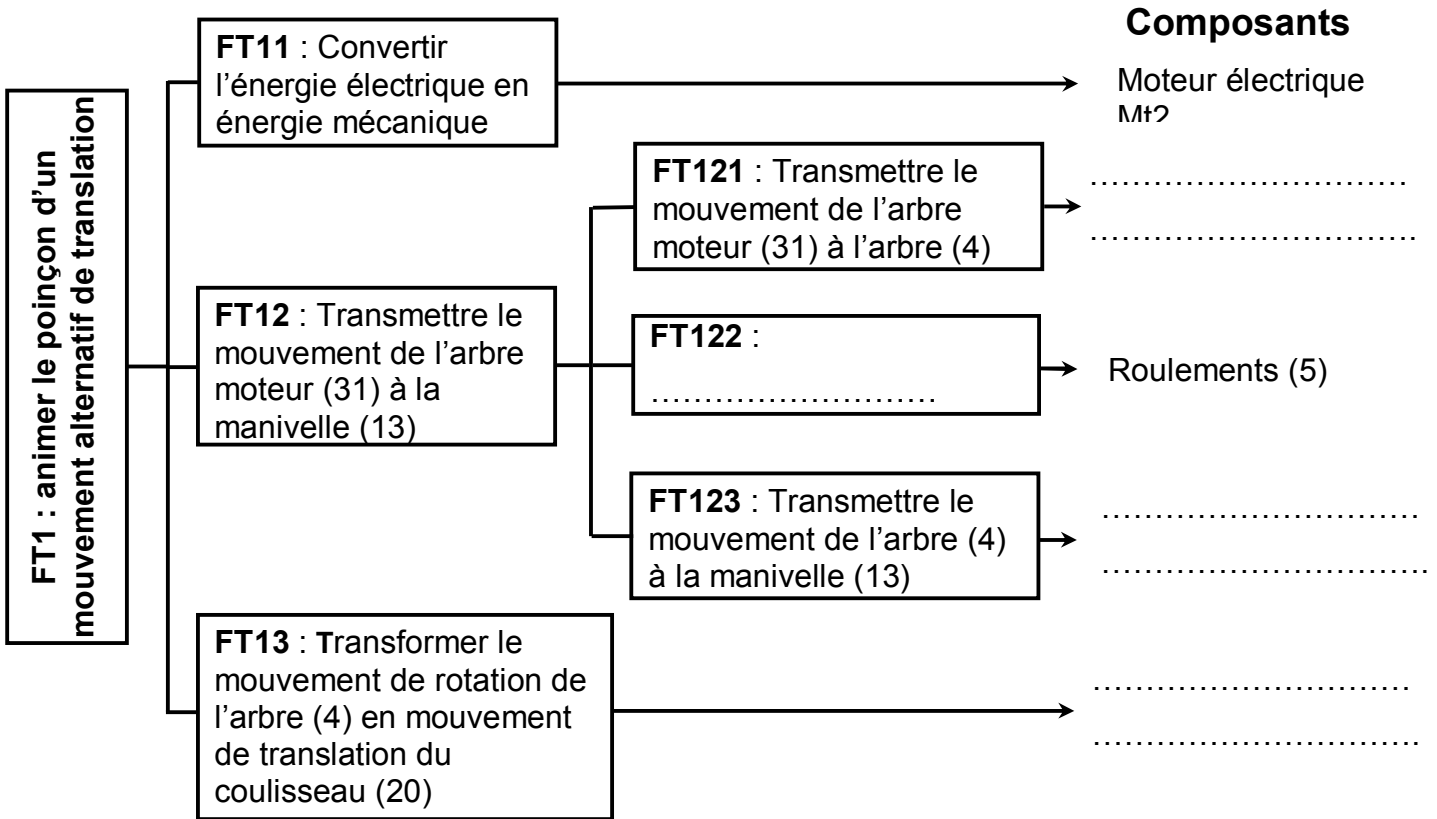 Composants
FT1 : animer le poinçon d'un
mouvement alternatif de translation
FT11 : Convertir
l'énergie électrique en
énergie mécanique
Moteur électrique
Mt2
FT12 : Transmettre le
mouvement de l'arbre
moteur (31) à la
manivelle (13)
FT121 : Transmettre le
mouvement de l'arbre
moteur (31) à l'arbre (4)
…………………………
………………………….
FT122 :
………………………
Roulements (5)
FT123 : Transmettre le
mouvement de l'arbre (4)
à la manivelle (13)
…………………………
………………………….
FT13 : Transformer le
mouvement de rotation de
l'arbre (4) en mouvement
de translation du
coulisseau (20)
…………………………
………………………….